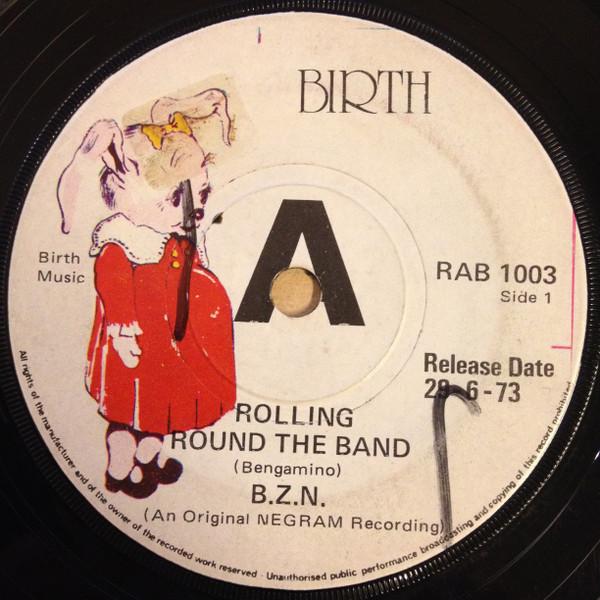 BIRTH
A
Birth
Music
RAB 1003
Side 1
Release Date
29-6-73
ROLLING
ROUND THE BAND
(Bengamino)
B.Z.N.
(An Original NEGRAM Recording)
All rights of the manufacturer and of the owner of the recorded work reserved - Unauthorised public performance broadcasting and copying of this record prohibited